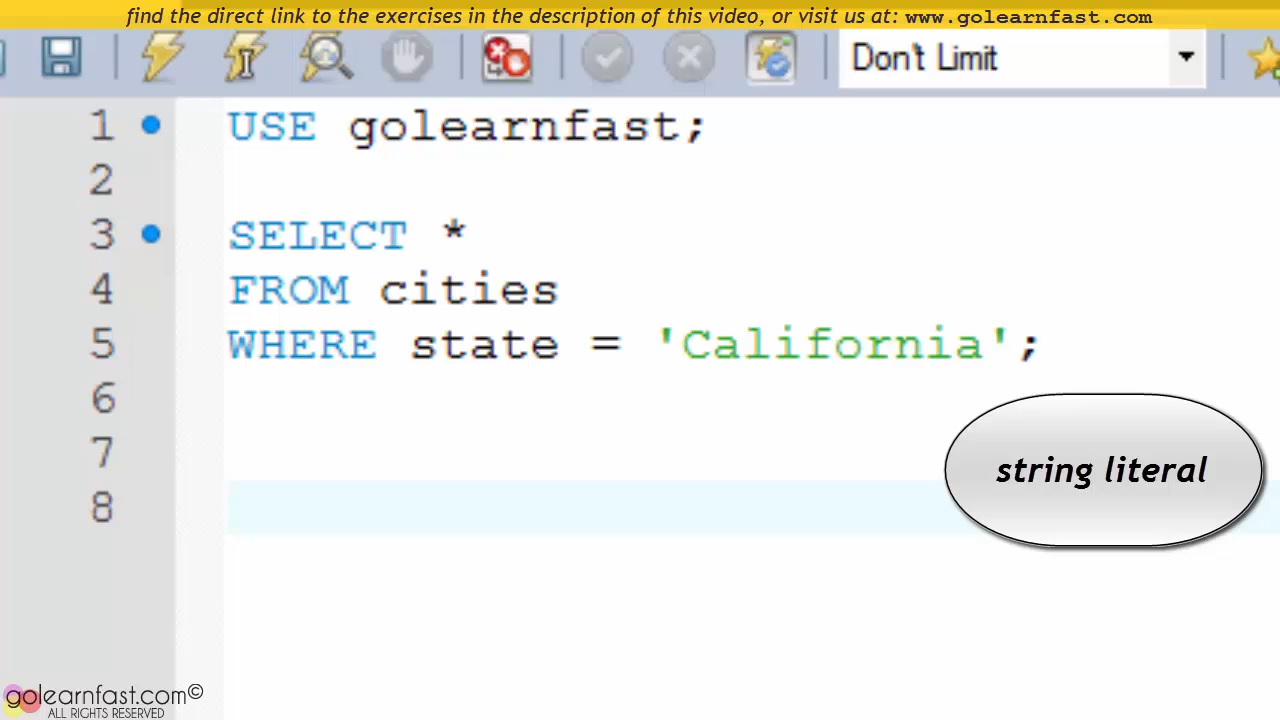 find the direct link to the exercises in the description of this video, or visit us at: www.golearnfast.com
Don't Limit
1 USE golearnfast;
2
3 SELECT *
4 FROM cities
5 WHERE state = 'California';
6
7
8
string literal
golearnfast.com©
ALL RIGHTS RESERVED